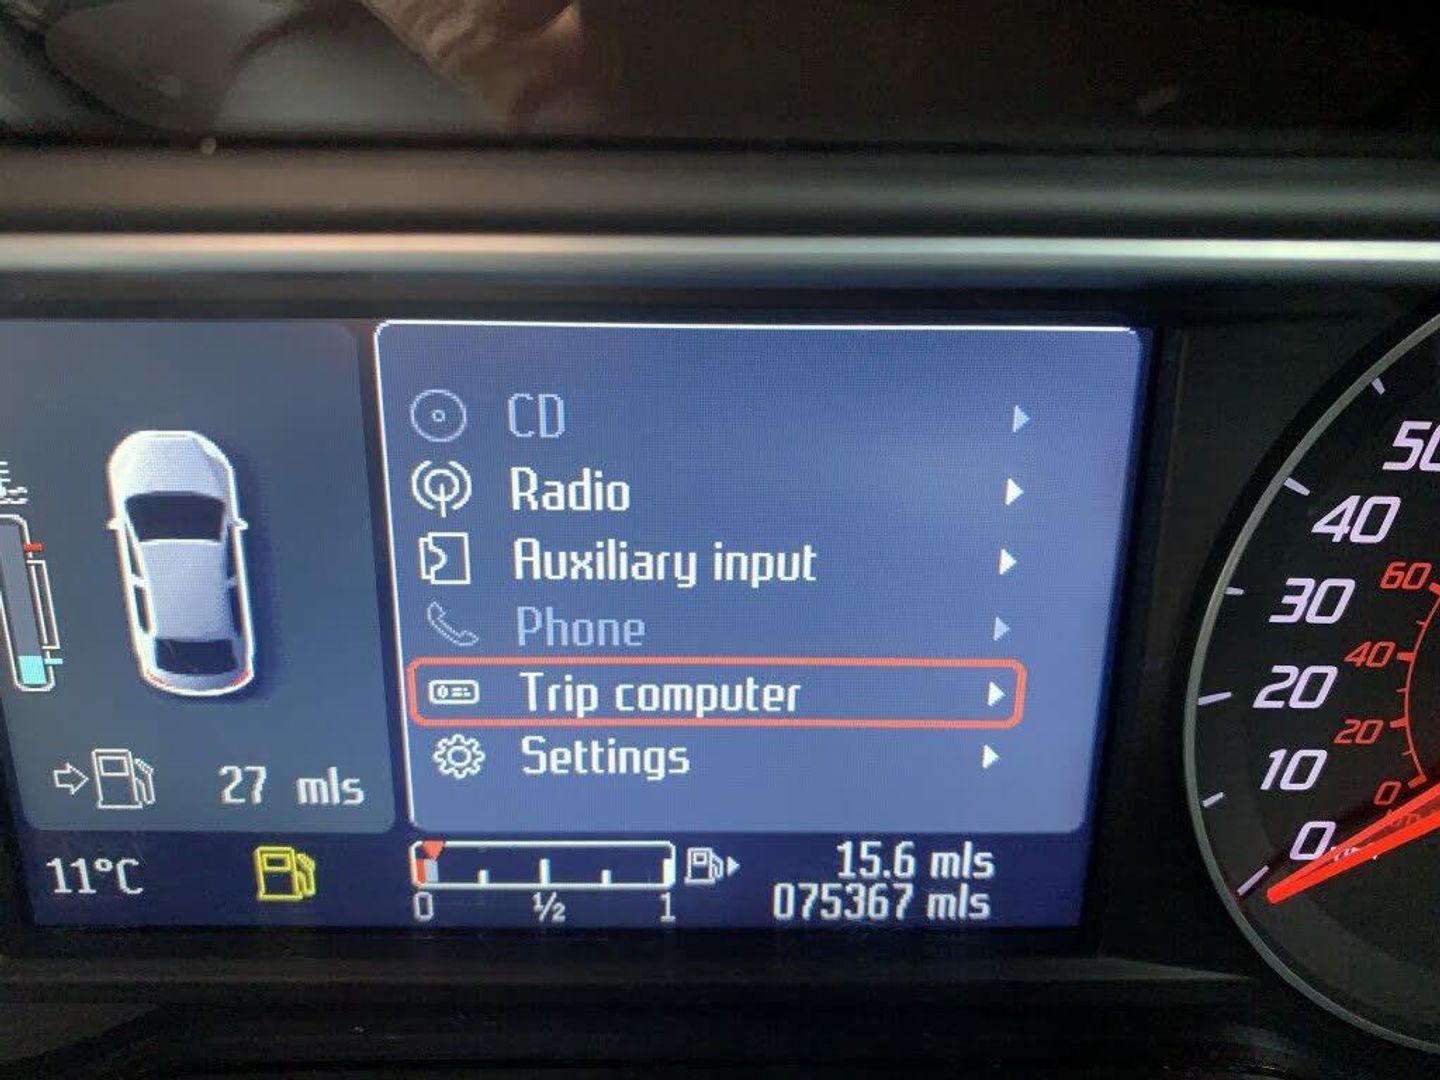 CD
Radio
Auxiliary input
Phone
Trip computer
Settings
27 mls
11°C
0 ½ 1
15.6 mls
075367 mls
50
40
30
20
10
0
60
40
20
0